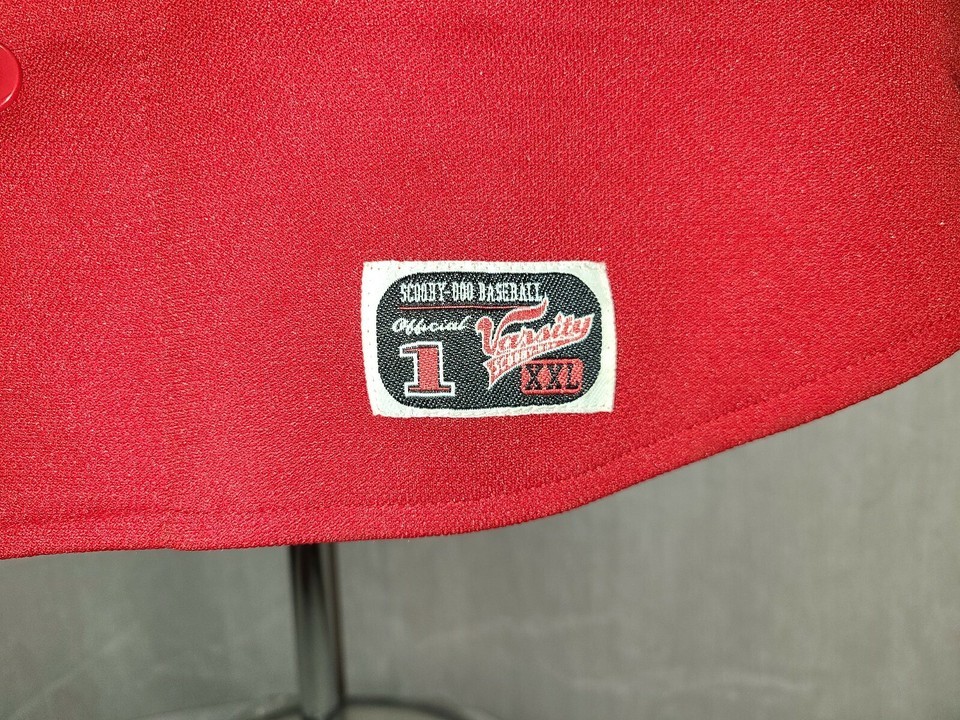 SCOOBY-DOO BASEBALL
Official
Varsity
1
XXL